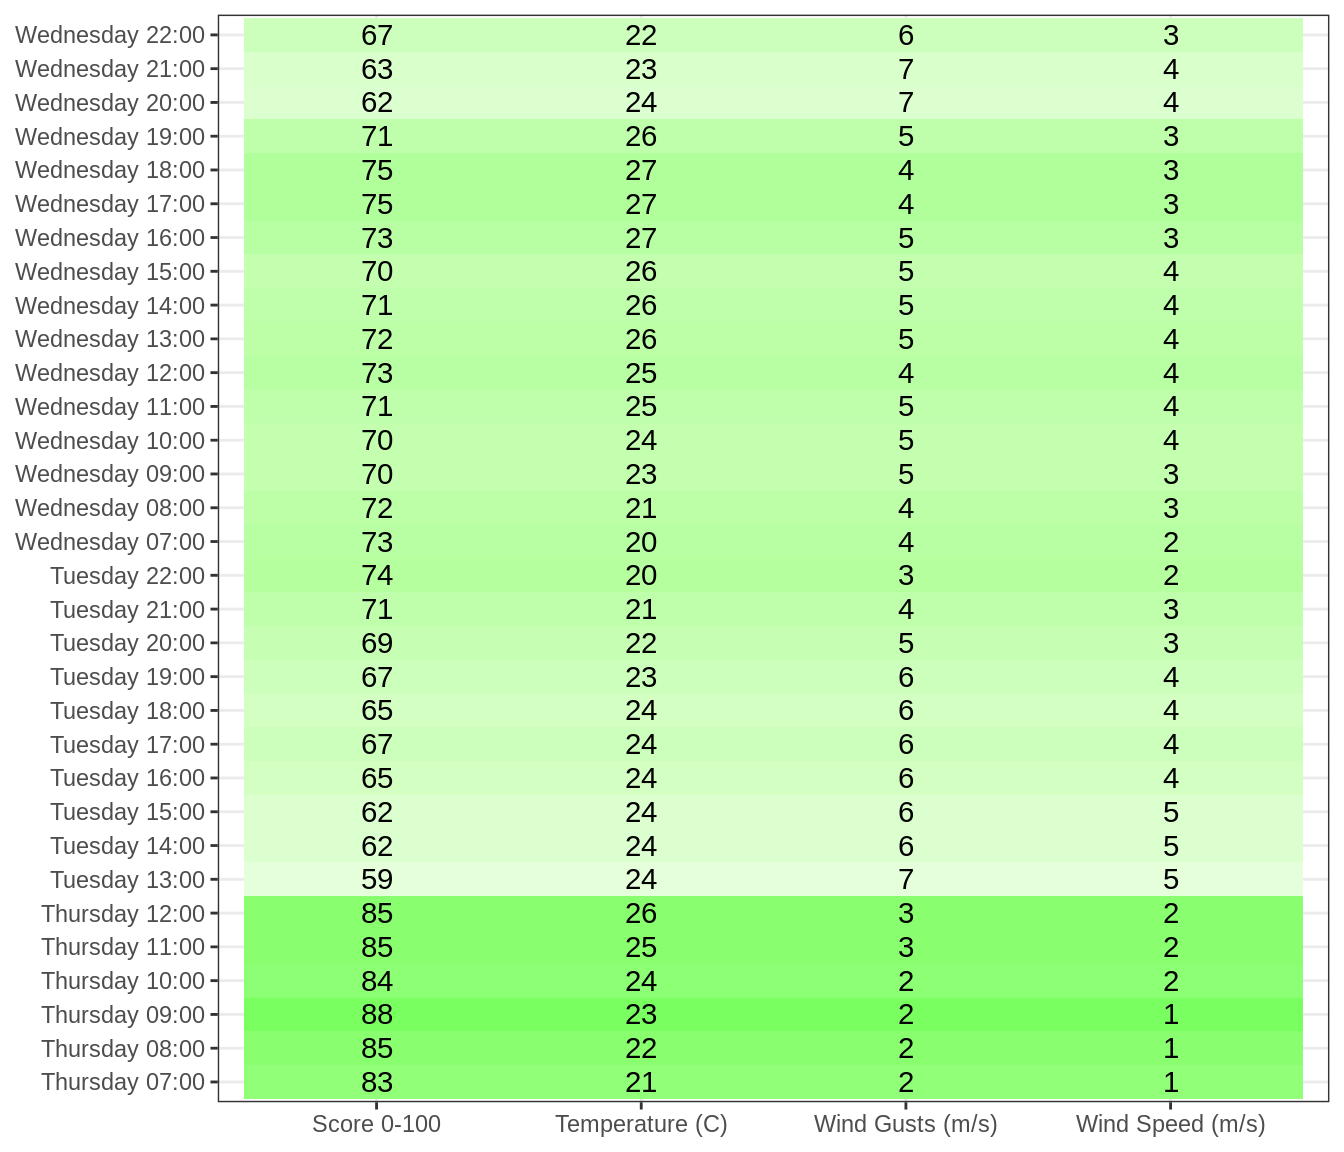 Wednesday 22:00 67 22 6 3
Wednesday 21:00 63 23 7 4
Wednesday 20:00 62 24 7 4
Wednesday 19:00 71 26 5 3
Wednesday 18:00 75 27 4 3
Wednesday 17:00 75 27 4 3
Wednesday 16:00 73 27 5 3
Wednesday 15:00 70 26 5 4
Wednesday 14:00 71 26 5 4
Wednesday 13:00 72 26 5 4
Wednesday 12:00 73 25 4 4
Wednesday 11:00 71 25 5 4
Wednesday 10:00 70 24 5 4
Wednesday 09:00 70 23 5 3
Wednesday 08:00 72 21 4 3
Wednesday 07:00 73 20 4 2
Tuesday 22:00 74 20 3 2
Tuesday 21:00 71 21 4 3
Tuesday 20:00 69 22 5 3
Tuesday 19:00 67 23 6 4
Tuesday 18:00 65 24 6 4
Tuesday 17:00 67 24 6 4
Tuesday 16:00 65 24 6 4
Tuesday 15:00 62 24 6 5
Tuesday 14:00 62 24 6 5
Tuesday 13:00 59 24 7 5
Thursday 12:00 85 26 3 2
Thursday 11:00 85 25 3 2
Thursday 10:00 84 24 2 2
Thursday 09:00 88 23 2 1
Thursday 08:00 85 22 2 1
Thursday 07:00 83 21 2 1
Score 0-100 Temperature (C) Wind Gusts (m/s) Wind Speed (m/s)